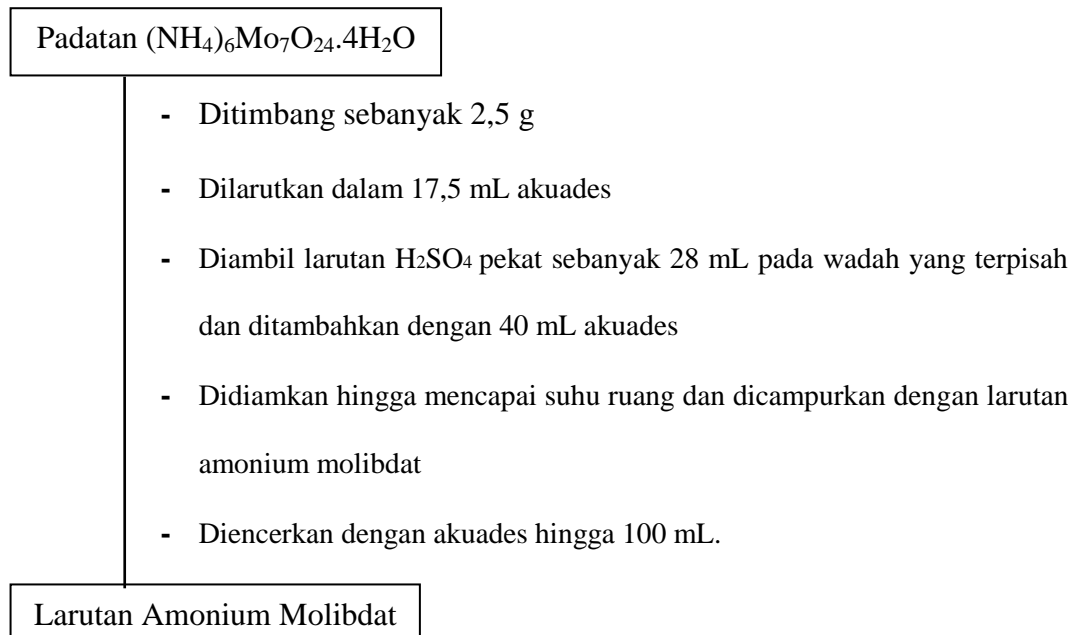 Padatan (NH₄)₆Mo₇O₂₄.4H₂O
- Ditimbang sebanyak 2,5 g
- Dilarutkan dalam 17,5 mL akuades
- Diambil larutan H₂SO₄ pekat sebanyak 28 mL pada wadah yang terpisah
dan ditambahkan dengan 40 mL akuades
- Didiamkan hingga mencapai suhu ruang dan dicampurkan dengan larutan
amonium molibdat
- Diencerkan dengan akuades hingga 100 mL.
Larutan Amonium Molibdat